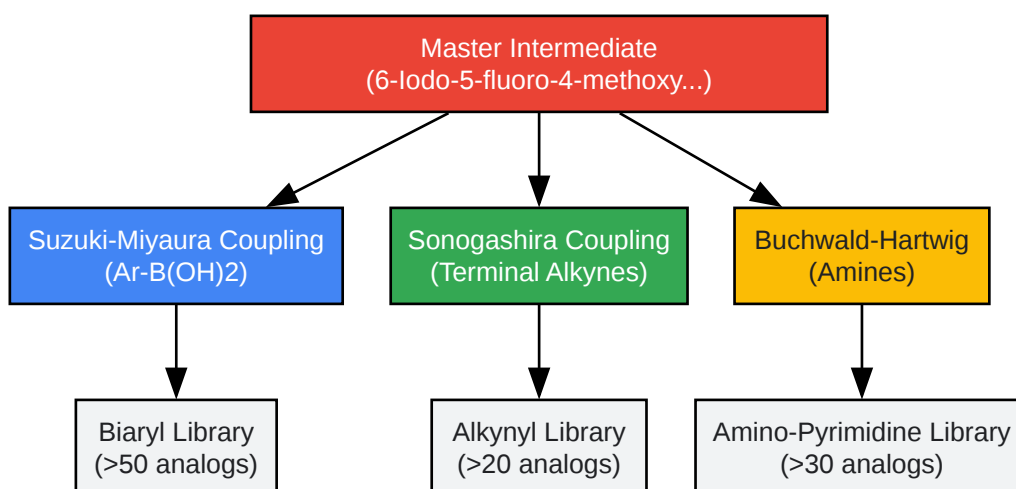 Master Intermediate
(6-Iodo-5-fluoro-4-methoxy...)
Suzuki-Miyaura Coupling
(Ar-B(OH)2)
Sonogashira Coupling
(Terminal Alkynes)
Buchwald-Hartwig
(Amines)
Biaryl Library
(>50 analogs)
Alkynyl Library
(>20 analogs)
Amino-Pyrimidine Library
(>30 analogs)